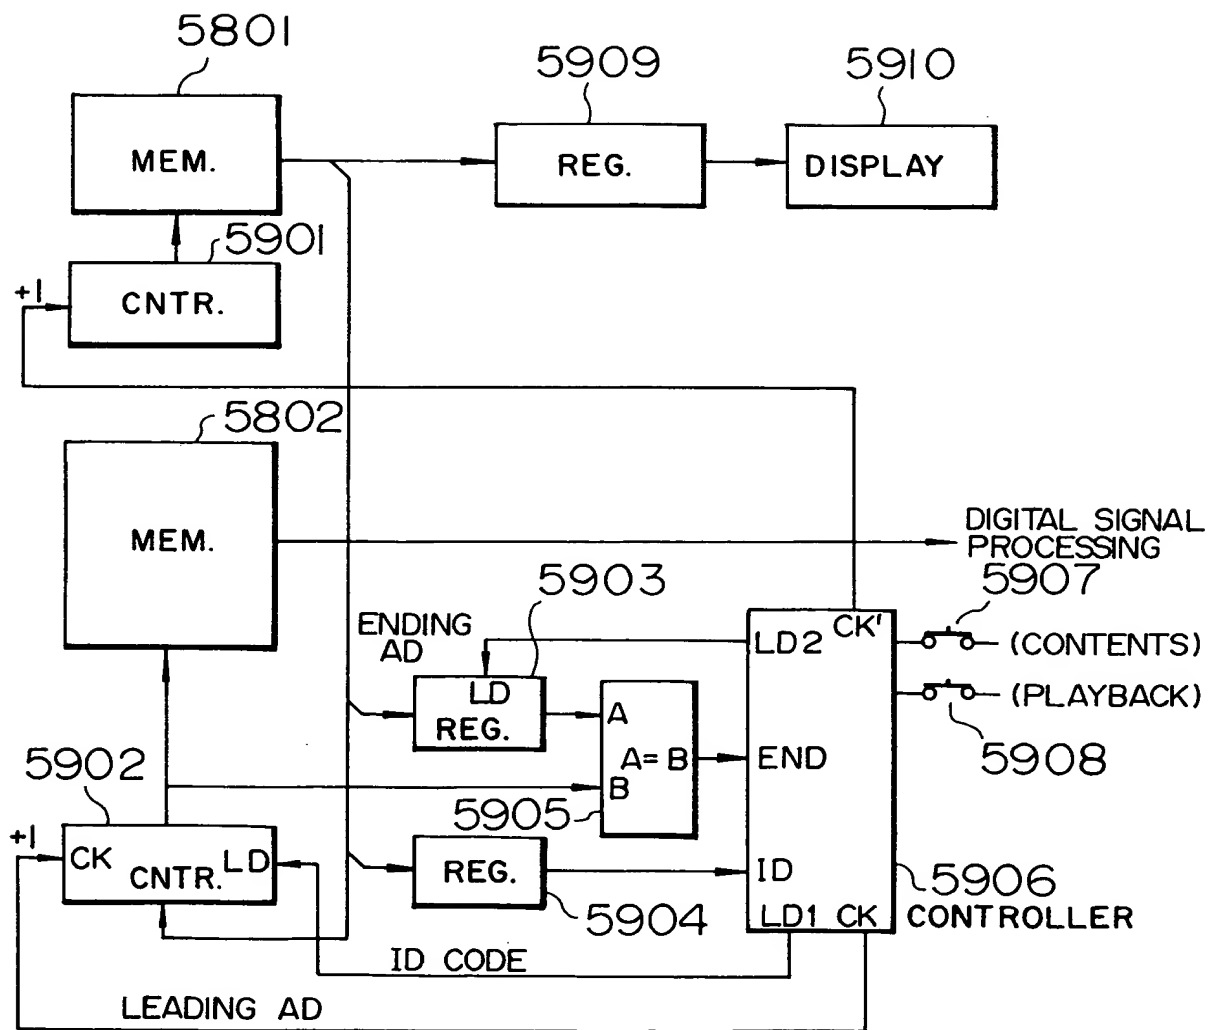 5801
5909
5910
MEM.
REG.
DISPLAY
5901
+1
CNTR.
5802
MEM.
DIGITAL SIGNAL
PROCESSING
5903
5907
ENDING
AD
LD2
CK'
(CONTENTS)
LD
REG.
A
(PLAYBACK)
A=B
END
5908
5902
B
5905
+1
CK
CNTR.
LD
REG.
ID
5906
5904
LD1
CK
CONTROLLER
ID CODE
LEADING AD